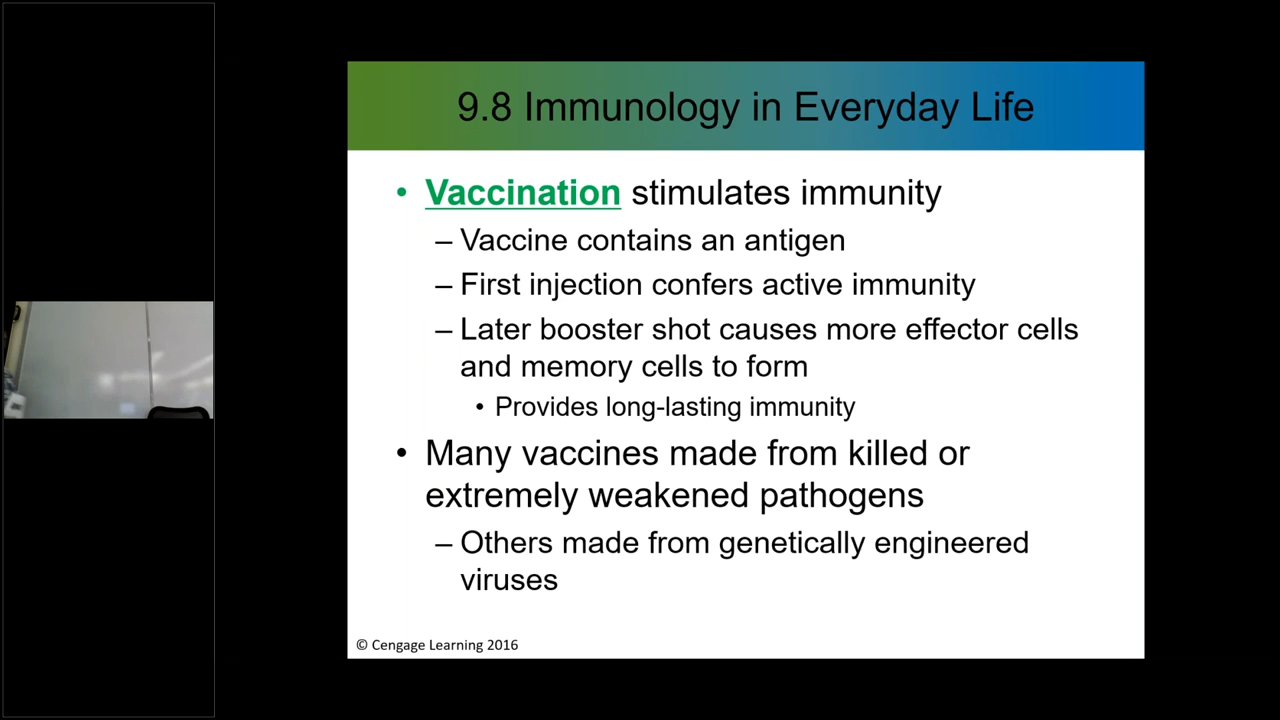 9.8 Immunology in Everyday Life
• Vaccination stimulates immunity
– Vaccine contains an antigen
– First injection confers active immunity
– Later booster shot causes more effector cells
and memory cells to form
• Provides long-lasting immunity
• Many vaccines made from killed or
extremely weakened pathogens
– Others made from genetically engineered
viruses
© Cengage Learning 2016